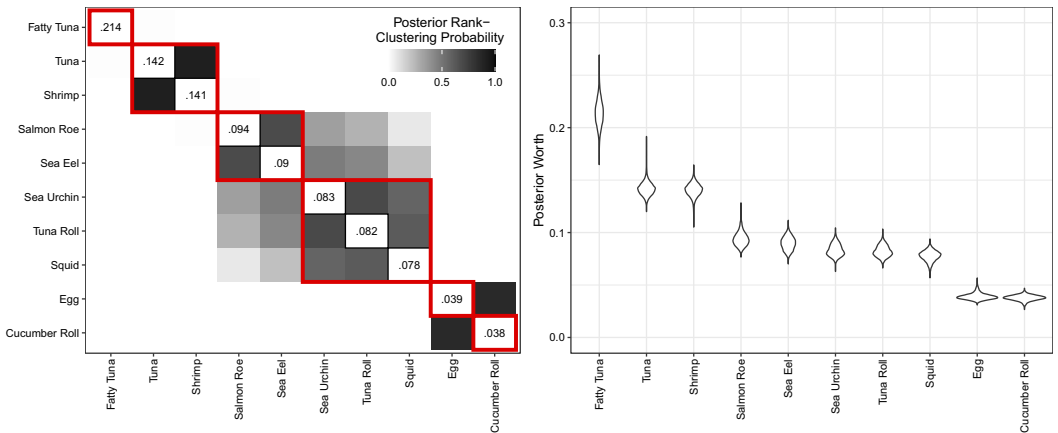 Posterior Rank−
Clustering Probability
0.0 0.5 1.0
Fatty Tuna
Tuna
Shrimp
Salmon Roe
Sea Eel
Sea Urchin
Tuna Roll
Squid
Egg
Cucumber Roll
.214
.142
.141
.094
.09
.083
.082
.078
.039
.038
Fatty Tuna
Tuna
Shrimp
Salmon Roe
Sea Eel
Sea Urchin
Tuna Roll
Squid
Egg
Cucumber Roll
Posterior Worth
0.3
0.2
0.1
0.0
Fatty Tuna
Tuna
Shrimp
Salmon Roe
Sea Eel
Sea Urchin
Tuna Roll
Squid
Egg
Cucumber Roll